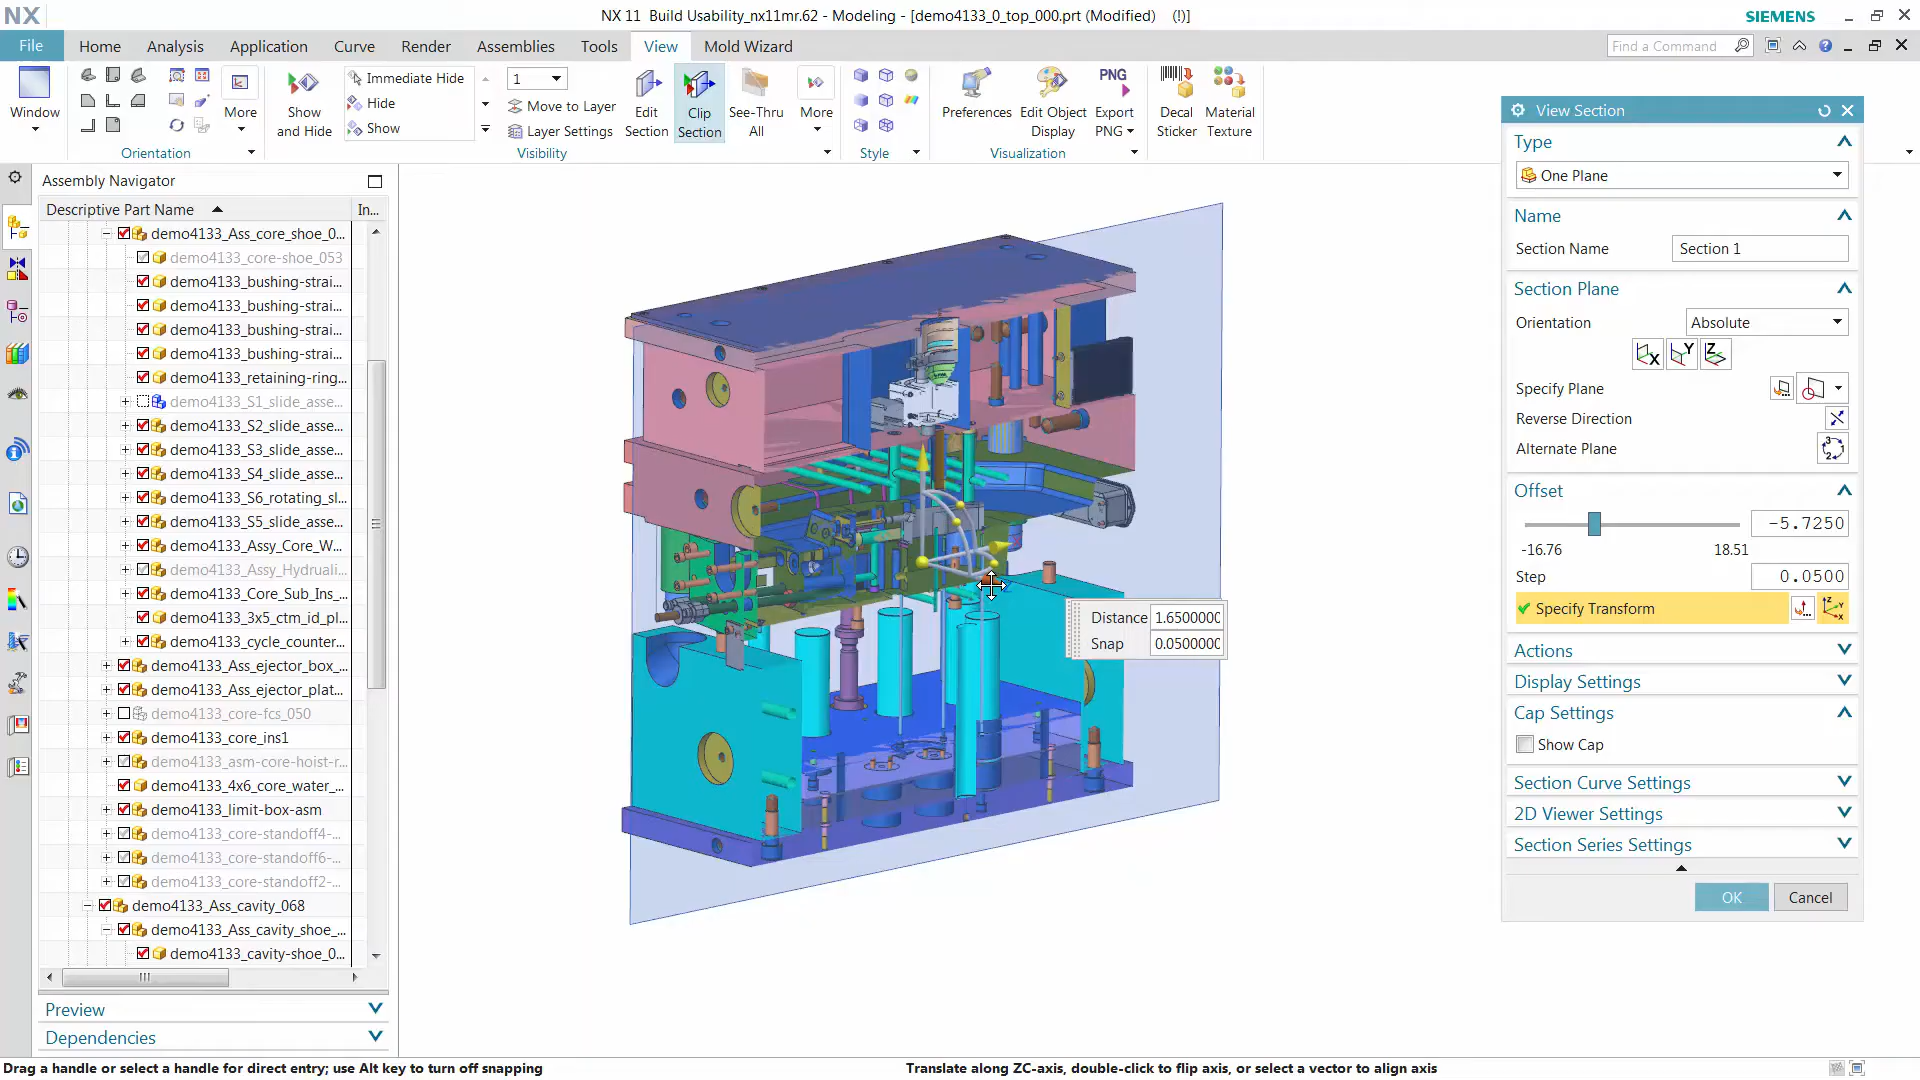 NX
NX 11 Build Usability_nx11mr.62 - Modeling - [demo4133_0_top_000.prt (Modified) (!)]
SIEMENS
File
Home
Analysis
Application
Curve
Render
Assemblies
Tools
View
Mold Wizard
Find a Command
Window
More
Orientation
Show
and Hide
Immediate Hide
Hide
Show
1
Move to Layer
Layer Settings
Edit
Section
Clip
Section
See-Thru
All
More
Visibility
Style
Preferences
Edit Object
Display
PNG
Export
PNG
Visualization
Decal
Sticker
Material
Texture
Assembly Navigator
Descriptive Part Name
In...
demo4133_Ass_core_shoe_0...
demo4133_core-shoe_053
demo4133_bushing-strai...
demo4133_bushing-strai...
demo4133_bushing-strai...
demo4133_bushing-strai...
demo4133_retaining-ring...
demo4133_S1_slide_asse...
demo4133_S2_slide_asse...
demo4133_S3_slide_asse...
demo4133_S4_slide_asse...
demo4133_S6_rotating_sl...
demo4133_S5_slide_asse...
demo4133_Assy_Core_W...
demo4133_Assy_Hydrauli...
demo4133_Core_Sub_Ins_...
demo4133_3x5_ctm_id_pl...
demo4133_cycle_counter...
demo4133_Ass_ejector_box_...
demo4133_Ass_ejector_plat...
demo4133_core-fcs_050
demo4133_core_ins1
demo4133_asm-core-hoist-r...
demo4133_4x6_core_water_...
demo4133_limit-box-asm
demo4133_core-standoff4-...
demo4133_core-standoff6-...
demo4133_core-standoff2-...
demo4133_Ass_cavity_068
demo4133_Ass_cavity_shoe_...
demo4133_cavity-shoe_0...
Preview
Dependencies
Distance 1.6500000
Snap 0.0500000
View Section
Type
One Plane
Name
Section Name Section 1
Section Plane
Orientation Absolute
X Y Z
Specify Plane
Reverse Direction
Alternate Plane
Offset
-5.7250
-16.76 18.51
Step 0.0500
Specify Transform
Actions
Display Settings
Cap Settings
Show Cap
Section Curve Settings
2D Viewer Settings
Section Series Settings
OK Cancel
Drag a handle or select a handle for direct entry; use Alt key to turn off snapping
Translate along ZC-axis, double-click to flip axis, or select a vector to align axis